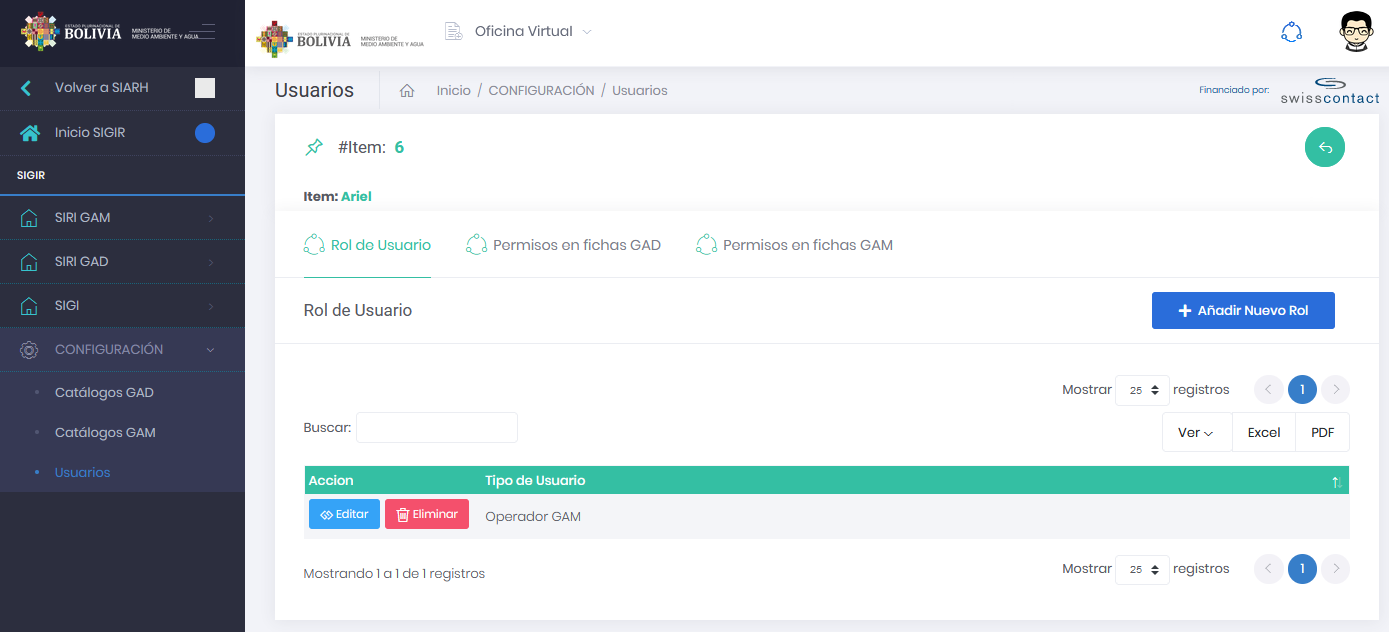 ESTADO PLURINACIONAL DE
BOLIVIA
MINISTERIO DE
MEDIO AMBIENTE Y AGUA
Volver a SIARH
Inicio SIGIR
SIGIR
SIRI GAM
SIRI GAD
SIGI
CONFIGURACIÓN
Catálogos GAD
Catálogos GAM
Usuarios
ESTADO PLURINACIONAL DE
BOLIVIA
MINISTERIO DE
MEDIO AMBIENTE Y AGUA
Oficina Virtual
Usuarios
Inicio / CONFIGURACIÓN / Usuarios
Financiado por:
swisscontact
#Item: 6
Item: Ariel
Rol de Usuario
Permisos en fichas GAD
Permisos en fichas GAM
Rol de Usuario
Añadir Nuevo Rol
Mostrar 25 registros
1
Buscar:
Ver
Excel
PDF
Accion
Tipo de Usuario
Editar
Eliminar
Operador GAM
Mostrando 1 a 1 de 1 registros
Mostrar 25 registros
1